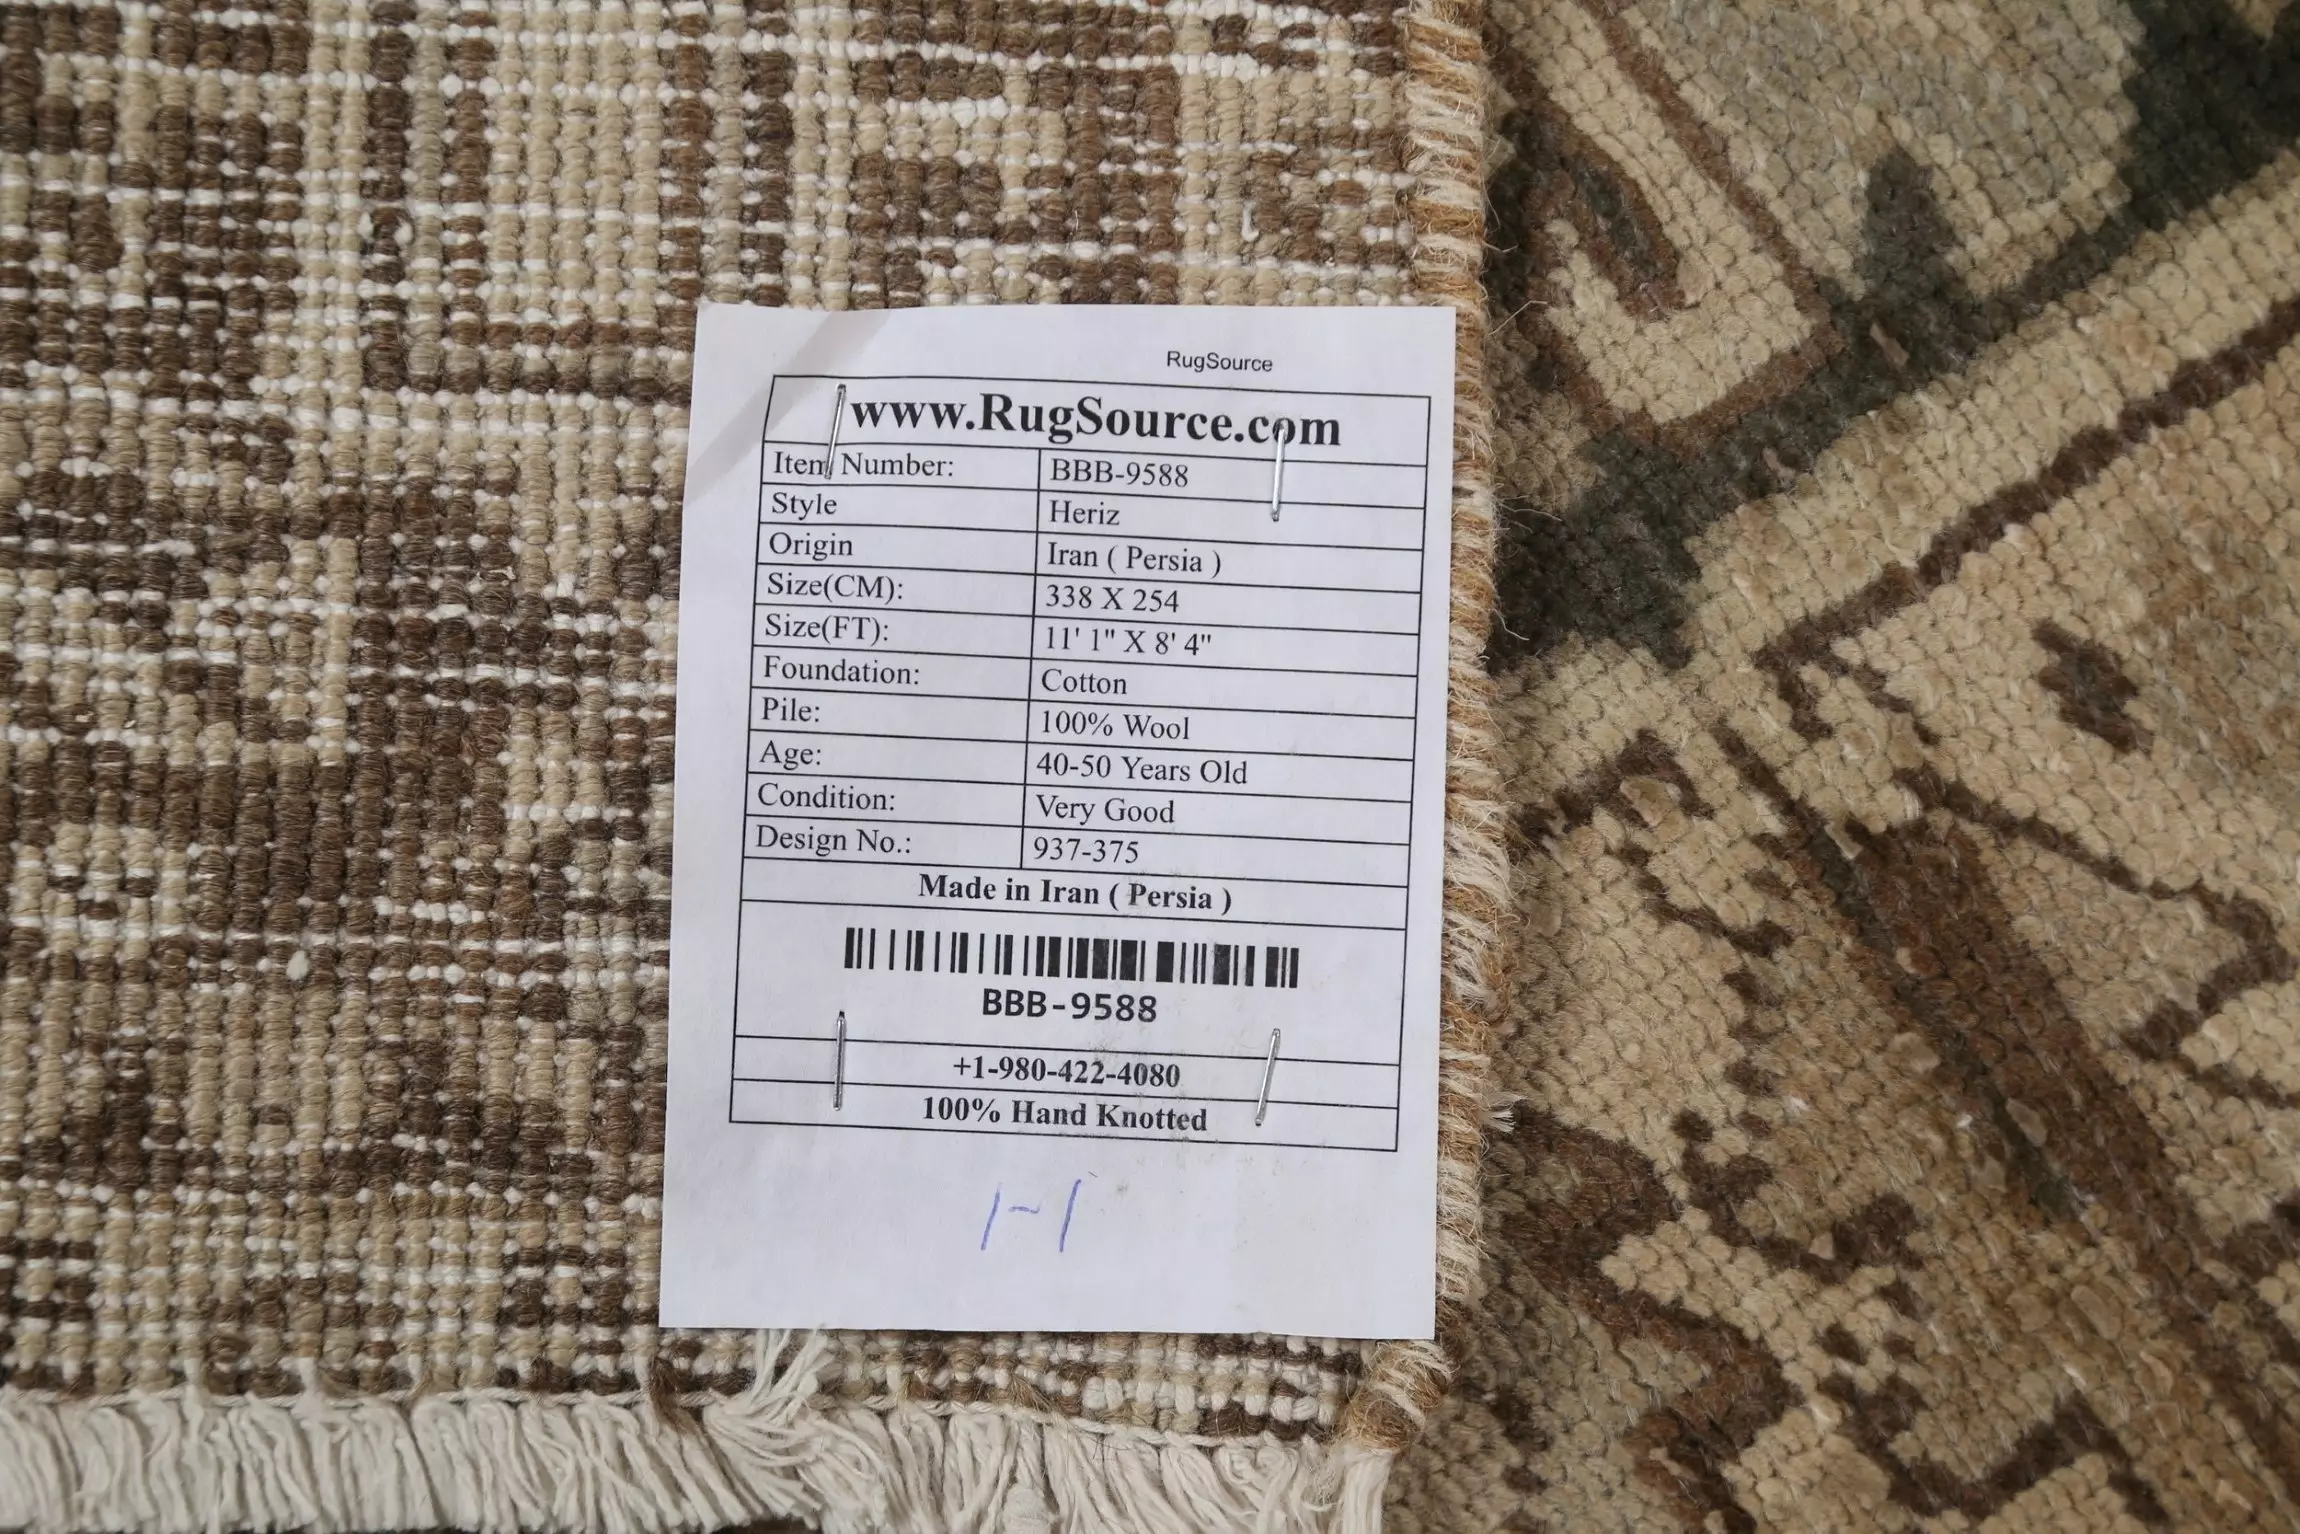 RugSource
www.RugSource.com
Item Number: BBB-9588
Style Heriz
Origin Iran ( Persia )
Size(CM): 338 X 254
Size(FT): 11' 1" X 8' 4"
Foundation: Cotton
Pile: 100% Wool
Age: 40-50 Years Old
Condition: Very Good
Design No.: 937-375
Made in Iran ( Persia )
BBB-9588
+1-980-422-4080
100% Hand Knotted
1-1